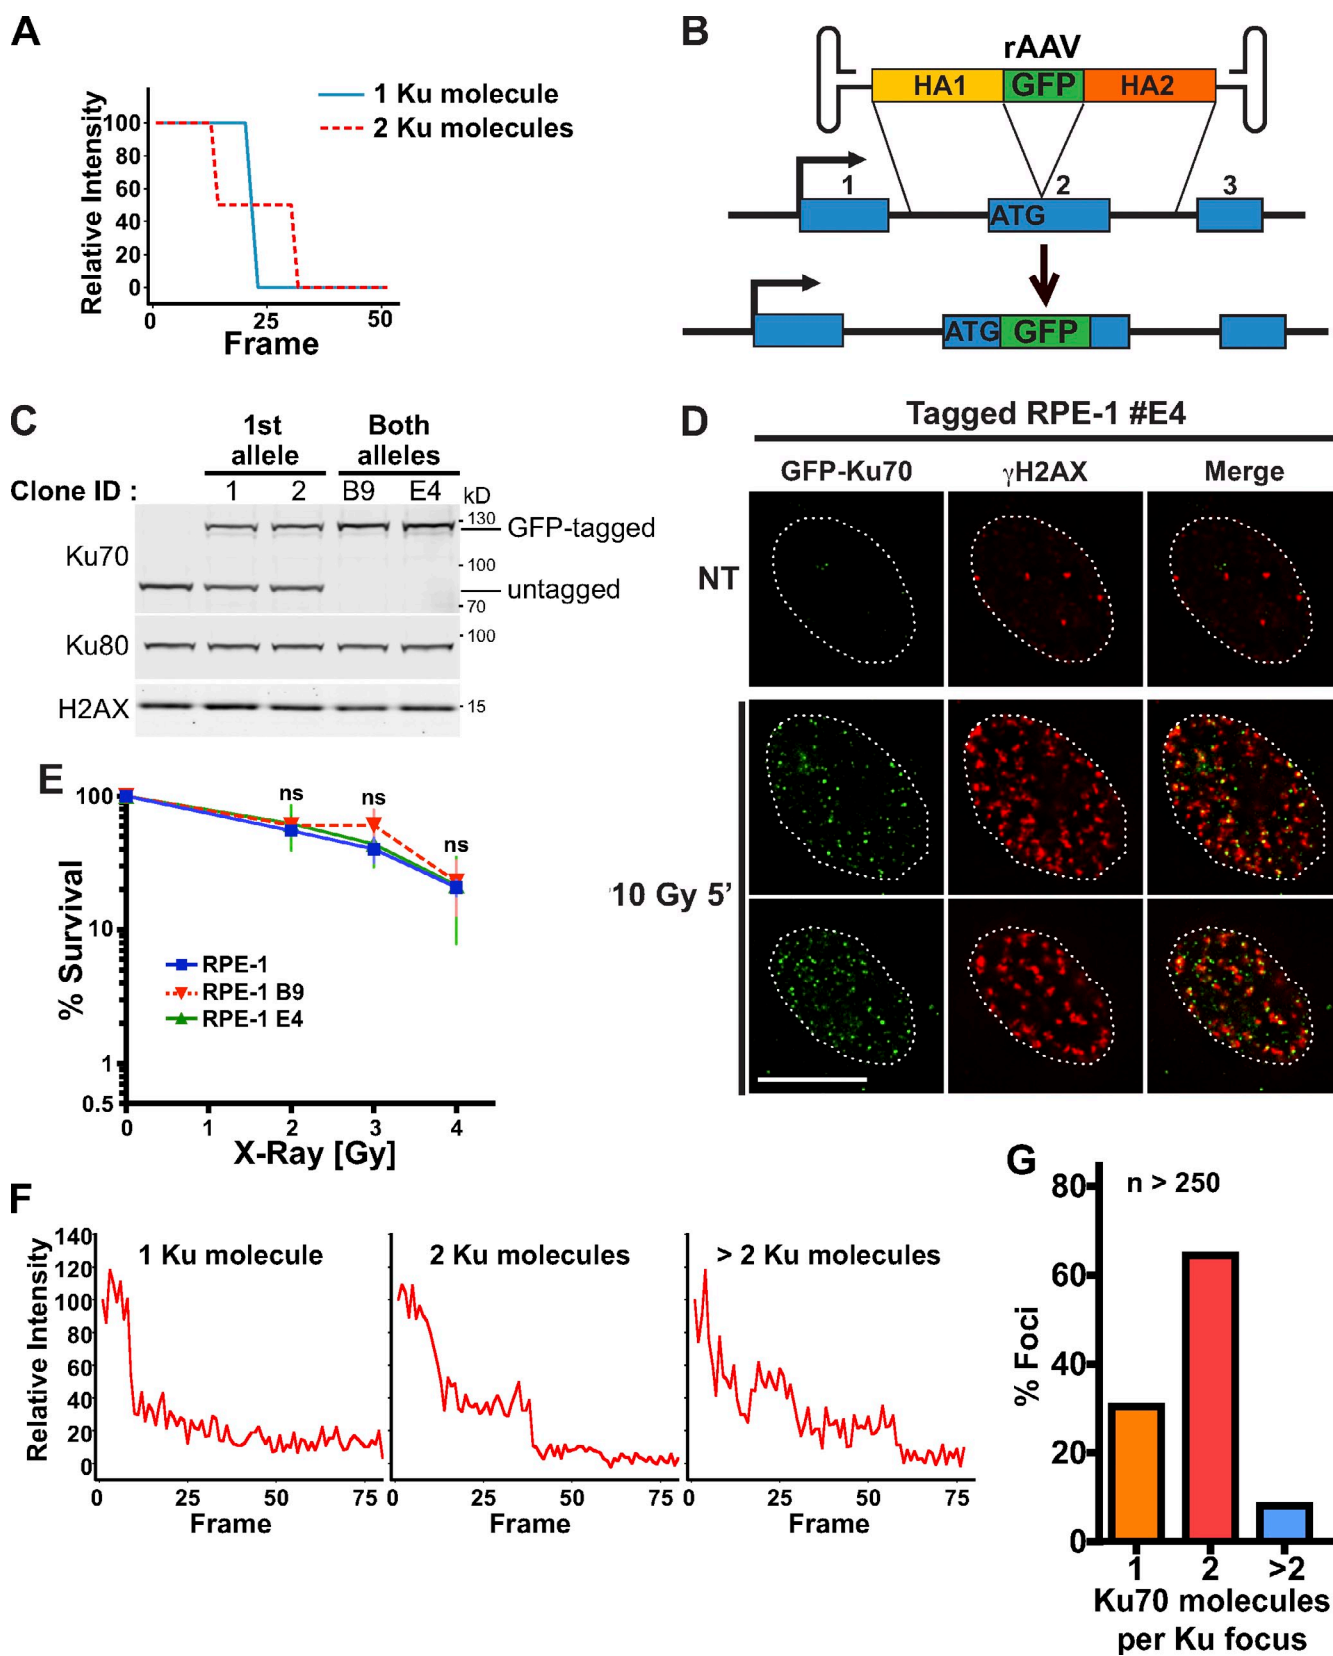 A
1 Ku molecule
2 Ku molecules
Relative Intensity
100
80
60
40
20
0
0 25 50
Frame
B
rAAV
HA1 GFP HA2
1 2 3
ATG
ATG GFP
C
1st allele
Both alleles
Clone ID : 1 2 B9 E4 kD
Ku70
130
GFP-tagged
100
untagged
70
Ku80
100
H2AX
15
D
Tagged RPE-1 #E4
GFP-Ku70 γH2AX Merge
NT
10 Gy 5'
E
% Survival
100
10
1
0.5
ns ns ns
RPE-1
RPE-1 B9
RPE-1 E4
0 1 2 3 4
X-Ray [Gy]
F
Relative Intensity
140
120
100
80
60
40
20
0
1 Ku molecule
2 Ku molecules
> 2 Ku molecules
0 25 50 75
0 25 50 75
0 25 50 75
Frame Frame Frame
G
n > 250
% Foci
80
60
40
20
0
1 2 >2
Ku70 molecules
per Ku focus